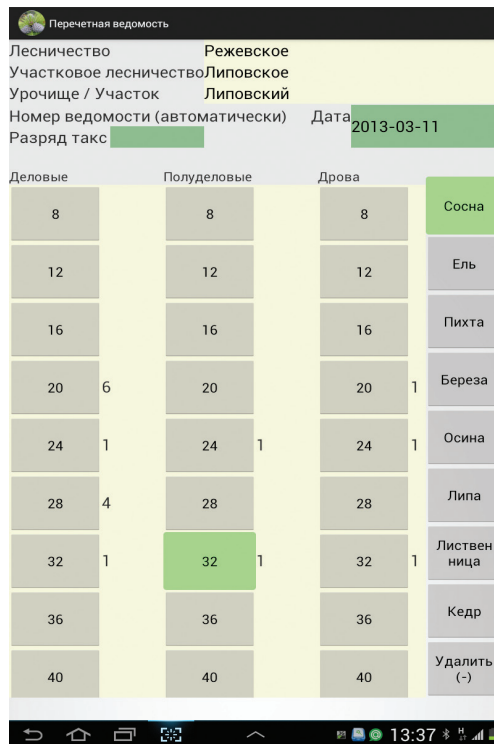 Перечетная ведомость
Лесничество Режевское
Участковое лесничество Липовское
Урочище / Участок Липовский
Номер ведомости (автоматически) Дата 2013-03-11
Разряд такс
Деловые Полуделовые Дрова
8 8 8 Сосна
12 12 12 Ель
16 16 16 Пихта
20 6 20 20 1 Береза
24 1 24 1 24 1 Осина
28 4 28 28 Липа
32 1 32 1 32 1 Листвен
ница
36 36 36 Кедр
40 40 40 Удалить
(-)
13:37 H